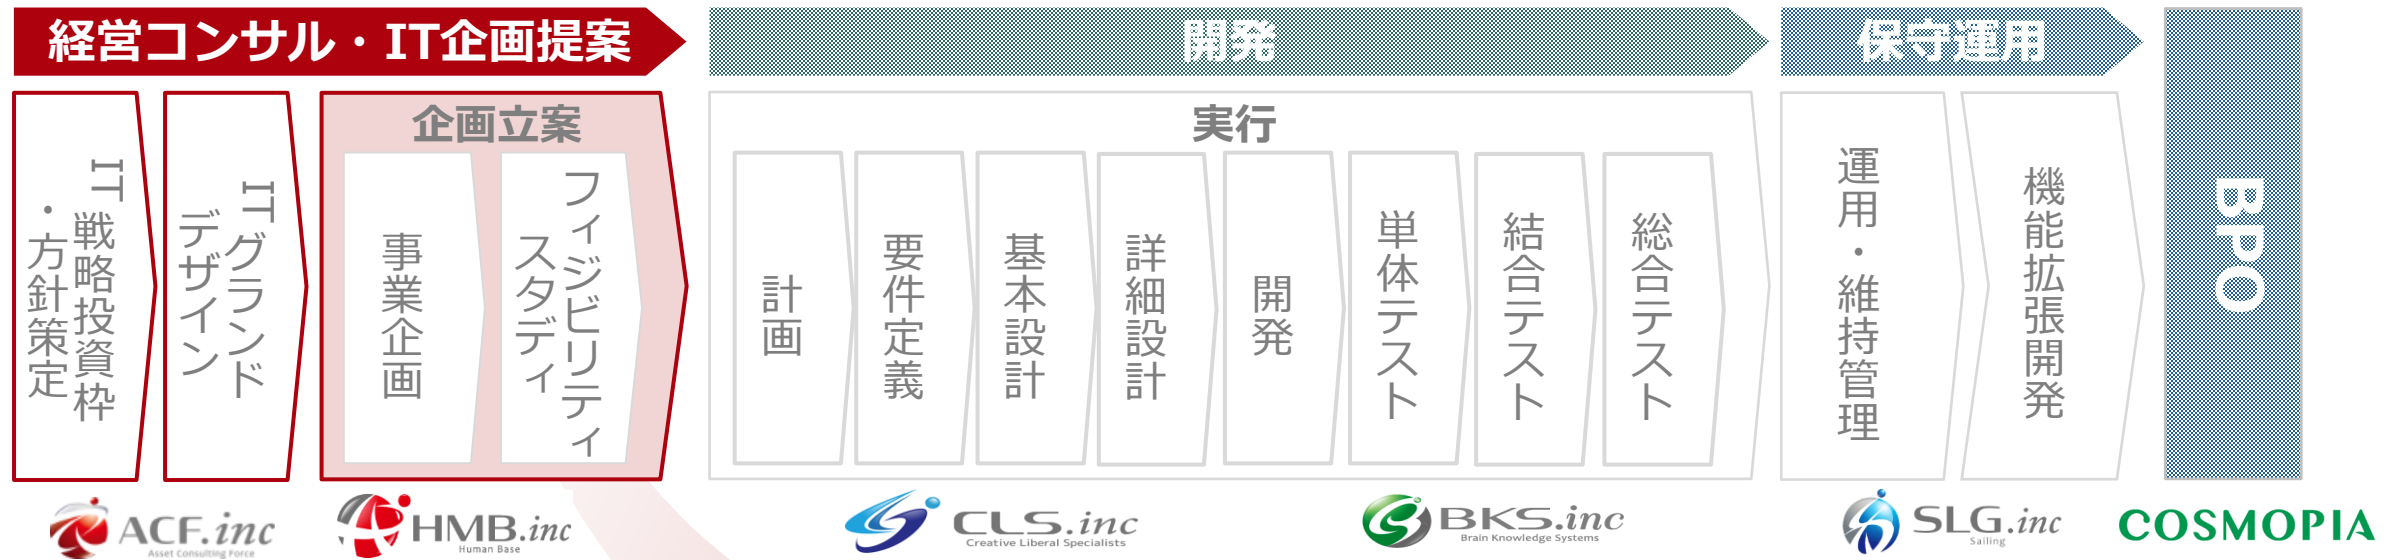 経営コンサル・IT企画提案
開発
保守運用
IT戦略投資枠
・方針策定
ITグランド
デザイン
企画立案
事業企画
フィジビリティ
スタディ
実行
計画
要件定義
基本設計
詳細設計
開発
単体テスト
結合テスト
総合テスト
運用・維持管理
機能拡張開発
BPO
ACF.inc
Asset Consulting Force
HMB.inc
Human Base
CLS.inc
Creative Liberal Specialists
BKS.inc
Brain Knowledge Systems
SLG.inc
Sailing
COSMOPIA